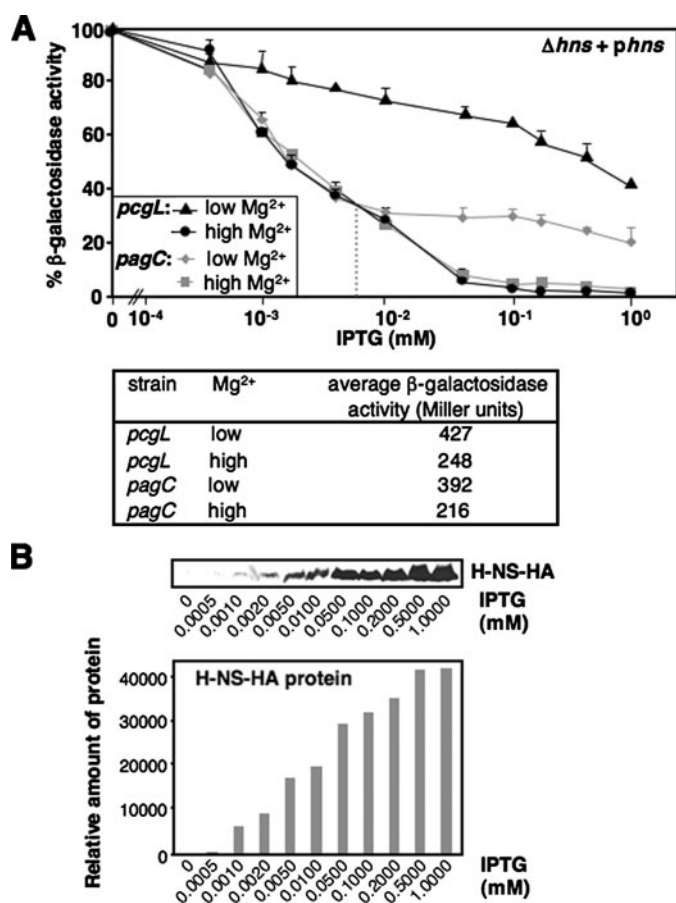 A
Δhns + phns
% β-galactosidase activity
100
80
60
40
20
0
pcgL: low Mg²⁺
high Mg²⁺
pagC: low Mg²⁺
high Mg²⁺
0 10⁻⁴ 10⁻³ 10⁻² 10⁻¹ 10⁰
IPTG (mM)
strain Mg²⁺ average β-galactosidase
activity (Miller units)
pcgL low 427
pcgL high 248
pagC low 392
pagC high 216
B
H-NS-HA
0 0.0005 0.0010 0.0020 0.0050 0.0100 0.0500 0.1000 0.2000 0.5000 1.0000
IPTG
(mM)
H-NS-HA protein
Relative amount of protein
40000
30000
20000
10000
0
0 0.0005 0.0010 0.0020 0.0050 0.0100 0.0500 0.1000 0.2000 0.5000 1.0000
IPTG
(mM)